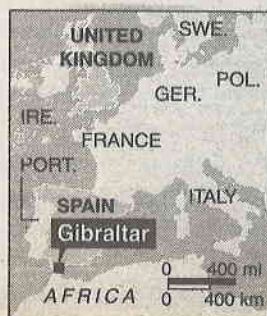 UNITED
KINGDOM
SWE.
POL.
GER.
IRE.
FRANCE
PORT.
ITALY
SPAIN
Gibraltar
AFRICA
0 400 mi
0 400 km